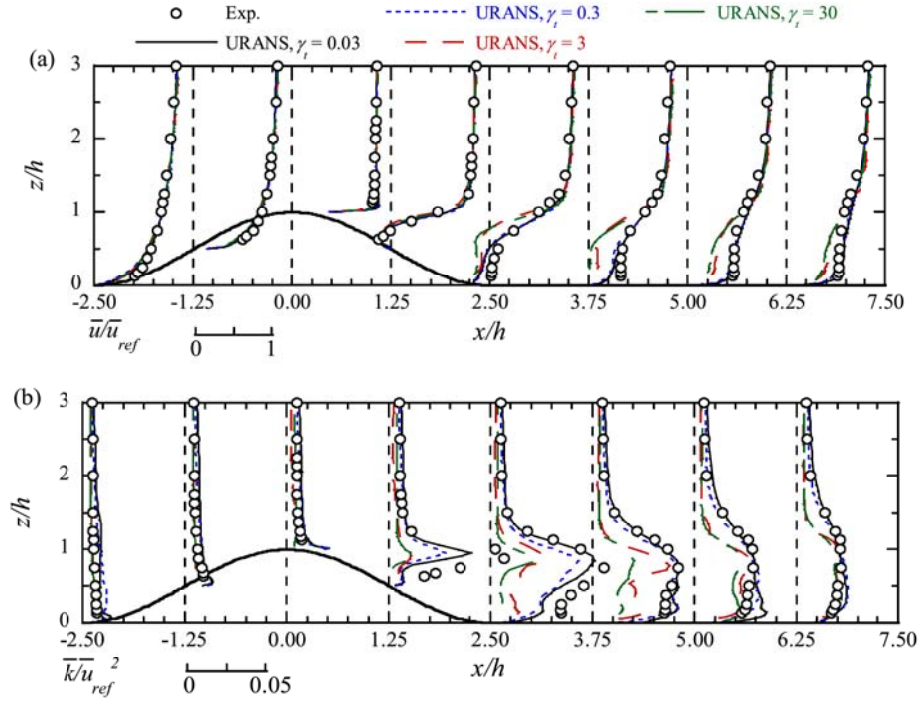 Exp.
URANS, γt = 0.3
URANS, γt = 30
URANS, γt = 0.03
URANS, γt = 3
(a)
3
2
z/h
1
0
-2.50 -1.25 0.00 1.25 2.50 3.75 5.00 6.25 7.50
u̅/u̅ref
0 1
x/h
(b)
3
2
z/h
1
0
-2.50 -1.25 0.00 1.25 2.50 3.75 5.00 6.25 7.50
k̅/u̅ref²
0 0.05
x/h